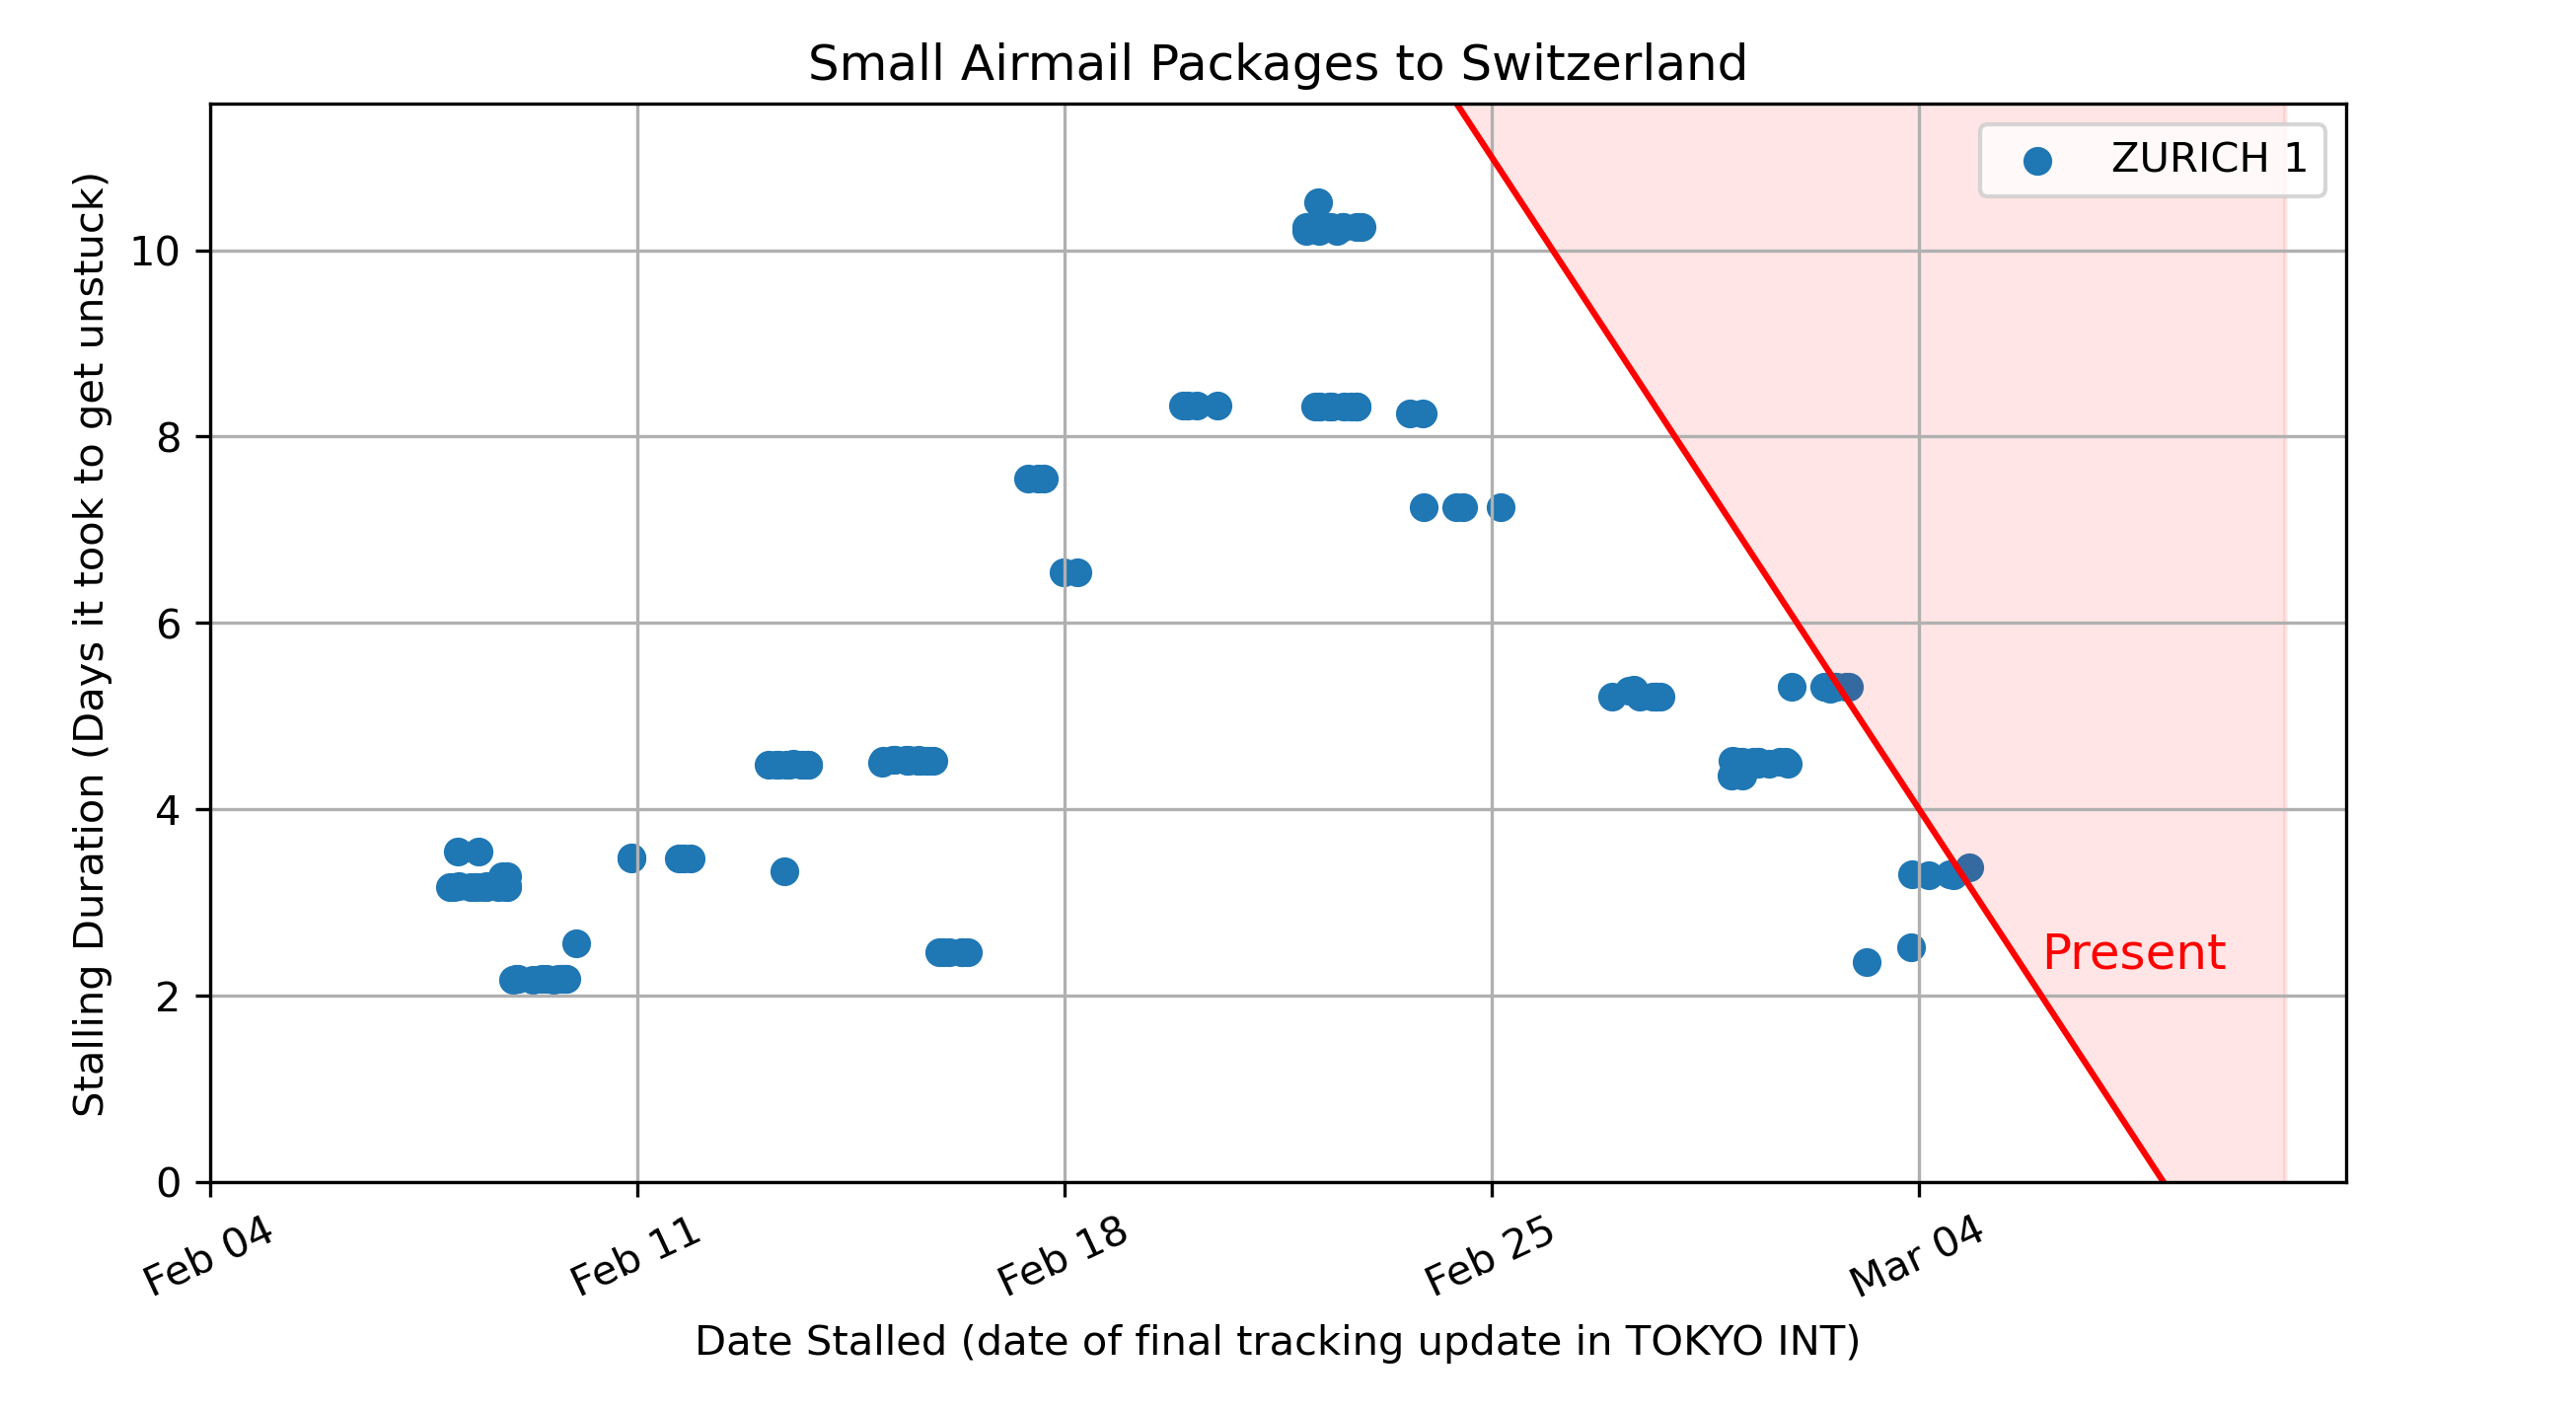 Small Airmail Packages to Switzerland
ZURICH 1
Stalling Duration (Days it took to get unstuck)
10
8
6
4
2
0
Present
Feb 04
Feb 11
Feb 18
Feb 25
Mar 04
Date Stalled (date of final tracking update in TOKYO INT)